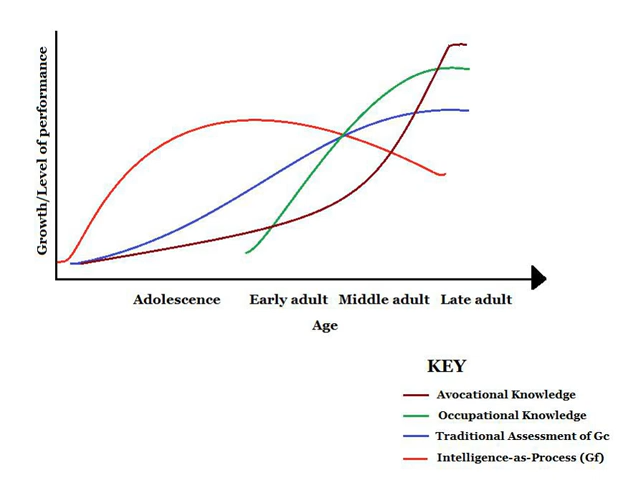 Growth/Level of performance
Adolescence Early adult Middle adult Late adult
Age
KEY
Avocational Knowledge
Occupational Knowledge
Traditional Assessment of Gc
Intelligence-as-Process (Gf)